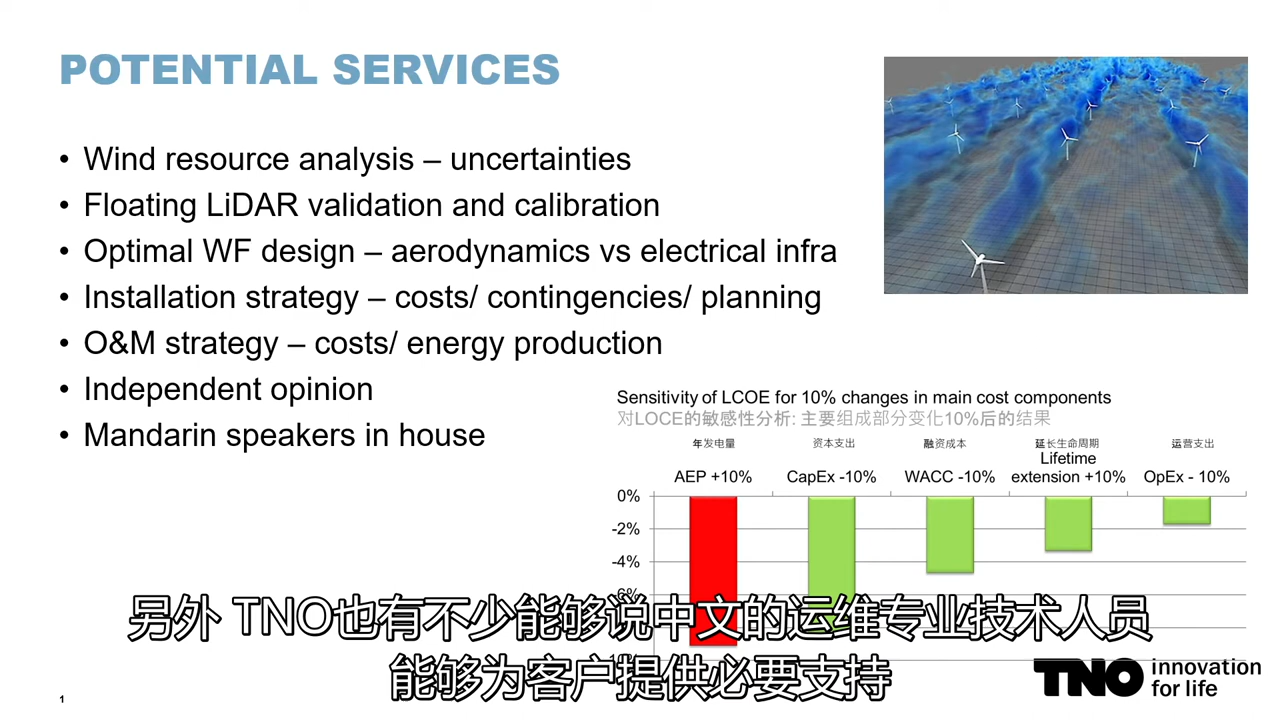 POTENTIAL SERVICES
• Wind resource analysis – uncertainties
• Floating LiDAR validation and calibration
• Optimal WF design – aerodynamics vs electrical infra
• Installation strategy – costs/ contingencies/ planning
• O&M strategy – costs/ energy production
• Independent opinion
• Mandarin speakers in house
Sensitivity of LCOE for 10% changes in main cost components
对LOCE的敏感性分析: 主要组成部分变化10%后的结果
年发电量 资本支出 融资成本 延长生命周期 运营支出
Lifetime
AEP +10% CapEx -10% WACC -10% extension +10% OpEx - 10%
0%
-2%
-4%
另外 TNO也有不少能够说中文的运维专业技术人员
能够为客户提供必要支持
TNO innovation
for life
1